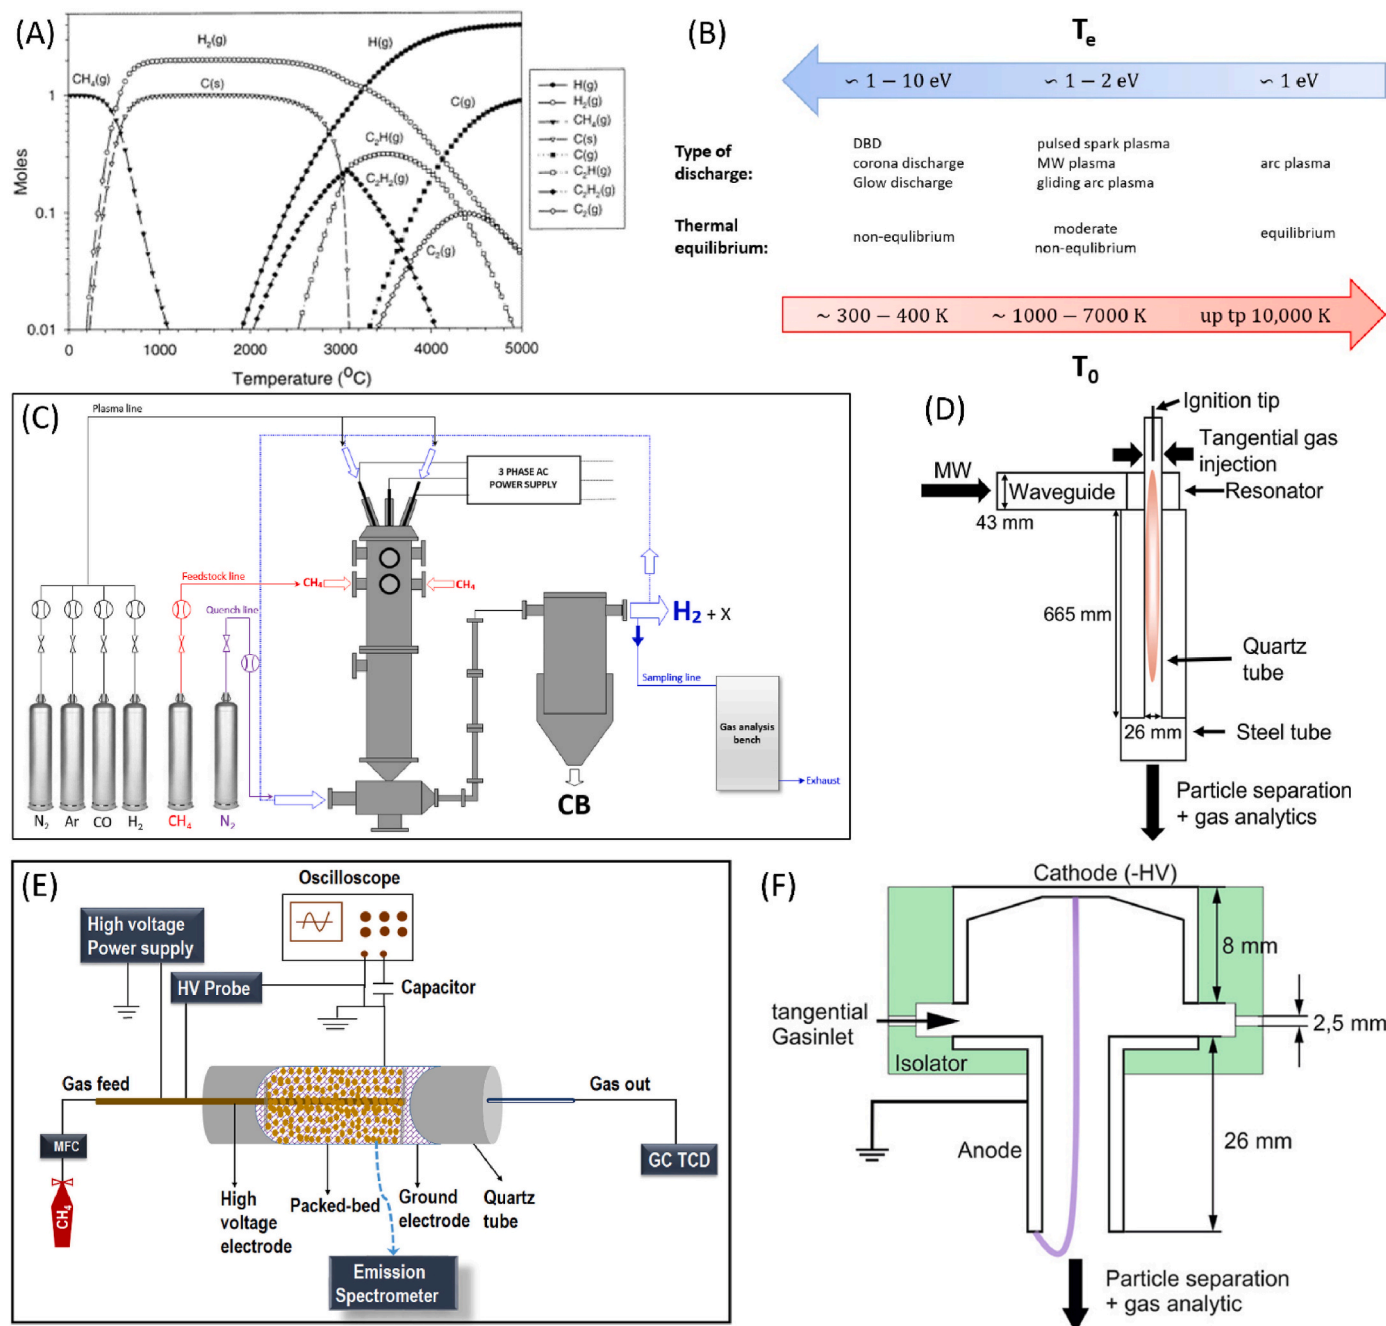 (A)
H₂(g)
H(g)
CH₄(g)
C(s)
C(g)
C₂H(g)
C₂H₂(g)
C₂(g)
H(g)
H₂(g)
CH₄(g)
C(s)
C(g)
C₂H(g)
C₂H₂(g)
C₂(g)
Moles
1
0.1
0.01
0
1000
2000
3000
4000
5000
Temperature (⁰C)
(B)
Tₑ
∽ 1 − 10 eV
∽ 1 − 2 eV
∽ 1 eV
Type of
discharge:
DBD
corona discharge
Glow discharge
pulsed spark plasma
MW plasma
gliding arc plasma
arc plasma
Thermal
equilibrium:
non-equlibrium
moderate
non-equlibrium
equilibrium
~ 300 − 400 K
~ 1000 − 7000 K
up tp 10,000 K
T₀
(C)
Plasma line
3 PHASE AC
POWER SUPPLY
Feedstock line
CH₄
CH₄
Quench line
H₂ + X
Sampling line
Gas analysis
bench
Exhaust
CB
N₂
Ar
CO
H₂
CH₄
N₂
(D)
Ignition tip
Tangential gas
injection
MW
Waveguide
Resonator
43 mm
665 mm
Quartz
tube
26 mm
Steel tube
Particle separation
+ gas analytics
(E)
Oscilloscope
High voltage
Power supply
HV Probe
Capacitor
Gas feed
Gas out
MFC
CH₄
GC TCD
High
voltage
electrode
Packed-bed
Ground
electrode
Quartz
tube
Emission
Spectrometer
(F)
Cathode (-HV)
8 mm
tangential
Gasinlet
2,5 mm
Isolator
Anode
26 mm
Particle separation
+ gas analytic